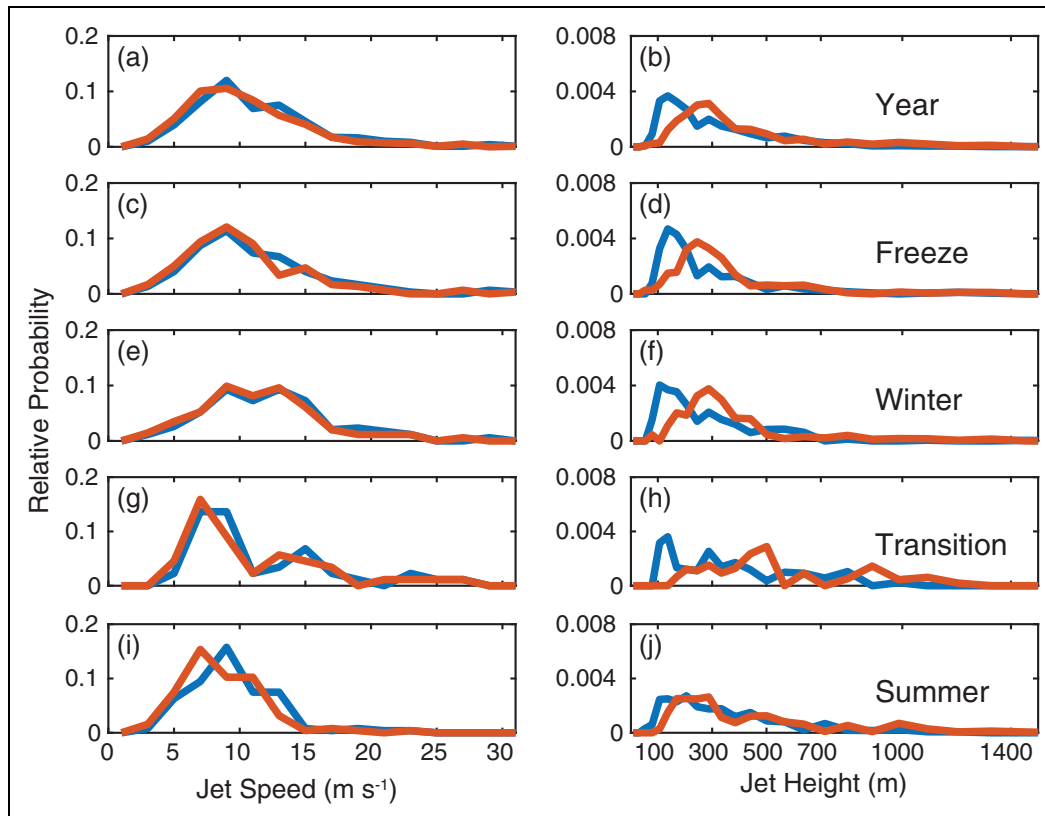 (a)
0.2
0.1
0
(b)
0.008
0.004
0
Year
(c)
0.2
0.1
0
(d)
0.008
0.004
0
Freeze
Relative Probability
(e)
0.2
0.1
0
(f)
0.008
0.004
0
Winter
(g)
0.2
0.1
0
(h)
0.008
0.004
0
Transition
(i)
0.2
0.1
0
(j)
0.008
0.004
0
Summer
0 5 10 15 20 25 30
100 300 500 700 1000 1400
Jet Speed (m s⁻¹)
Jet Height (m)